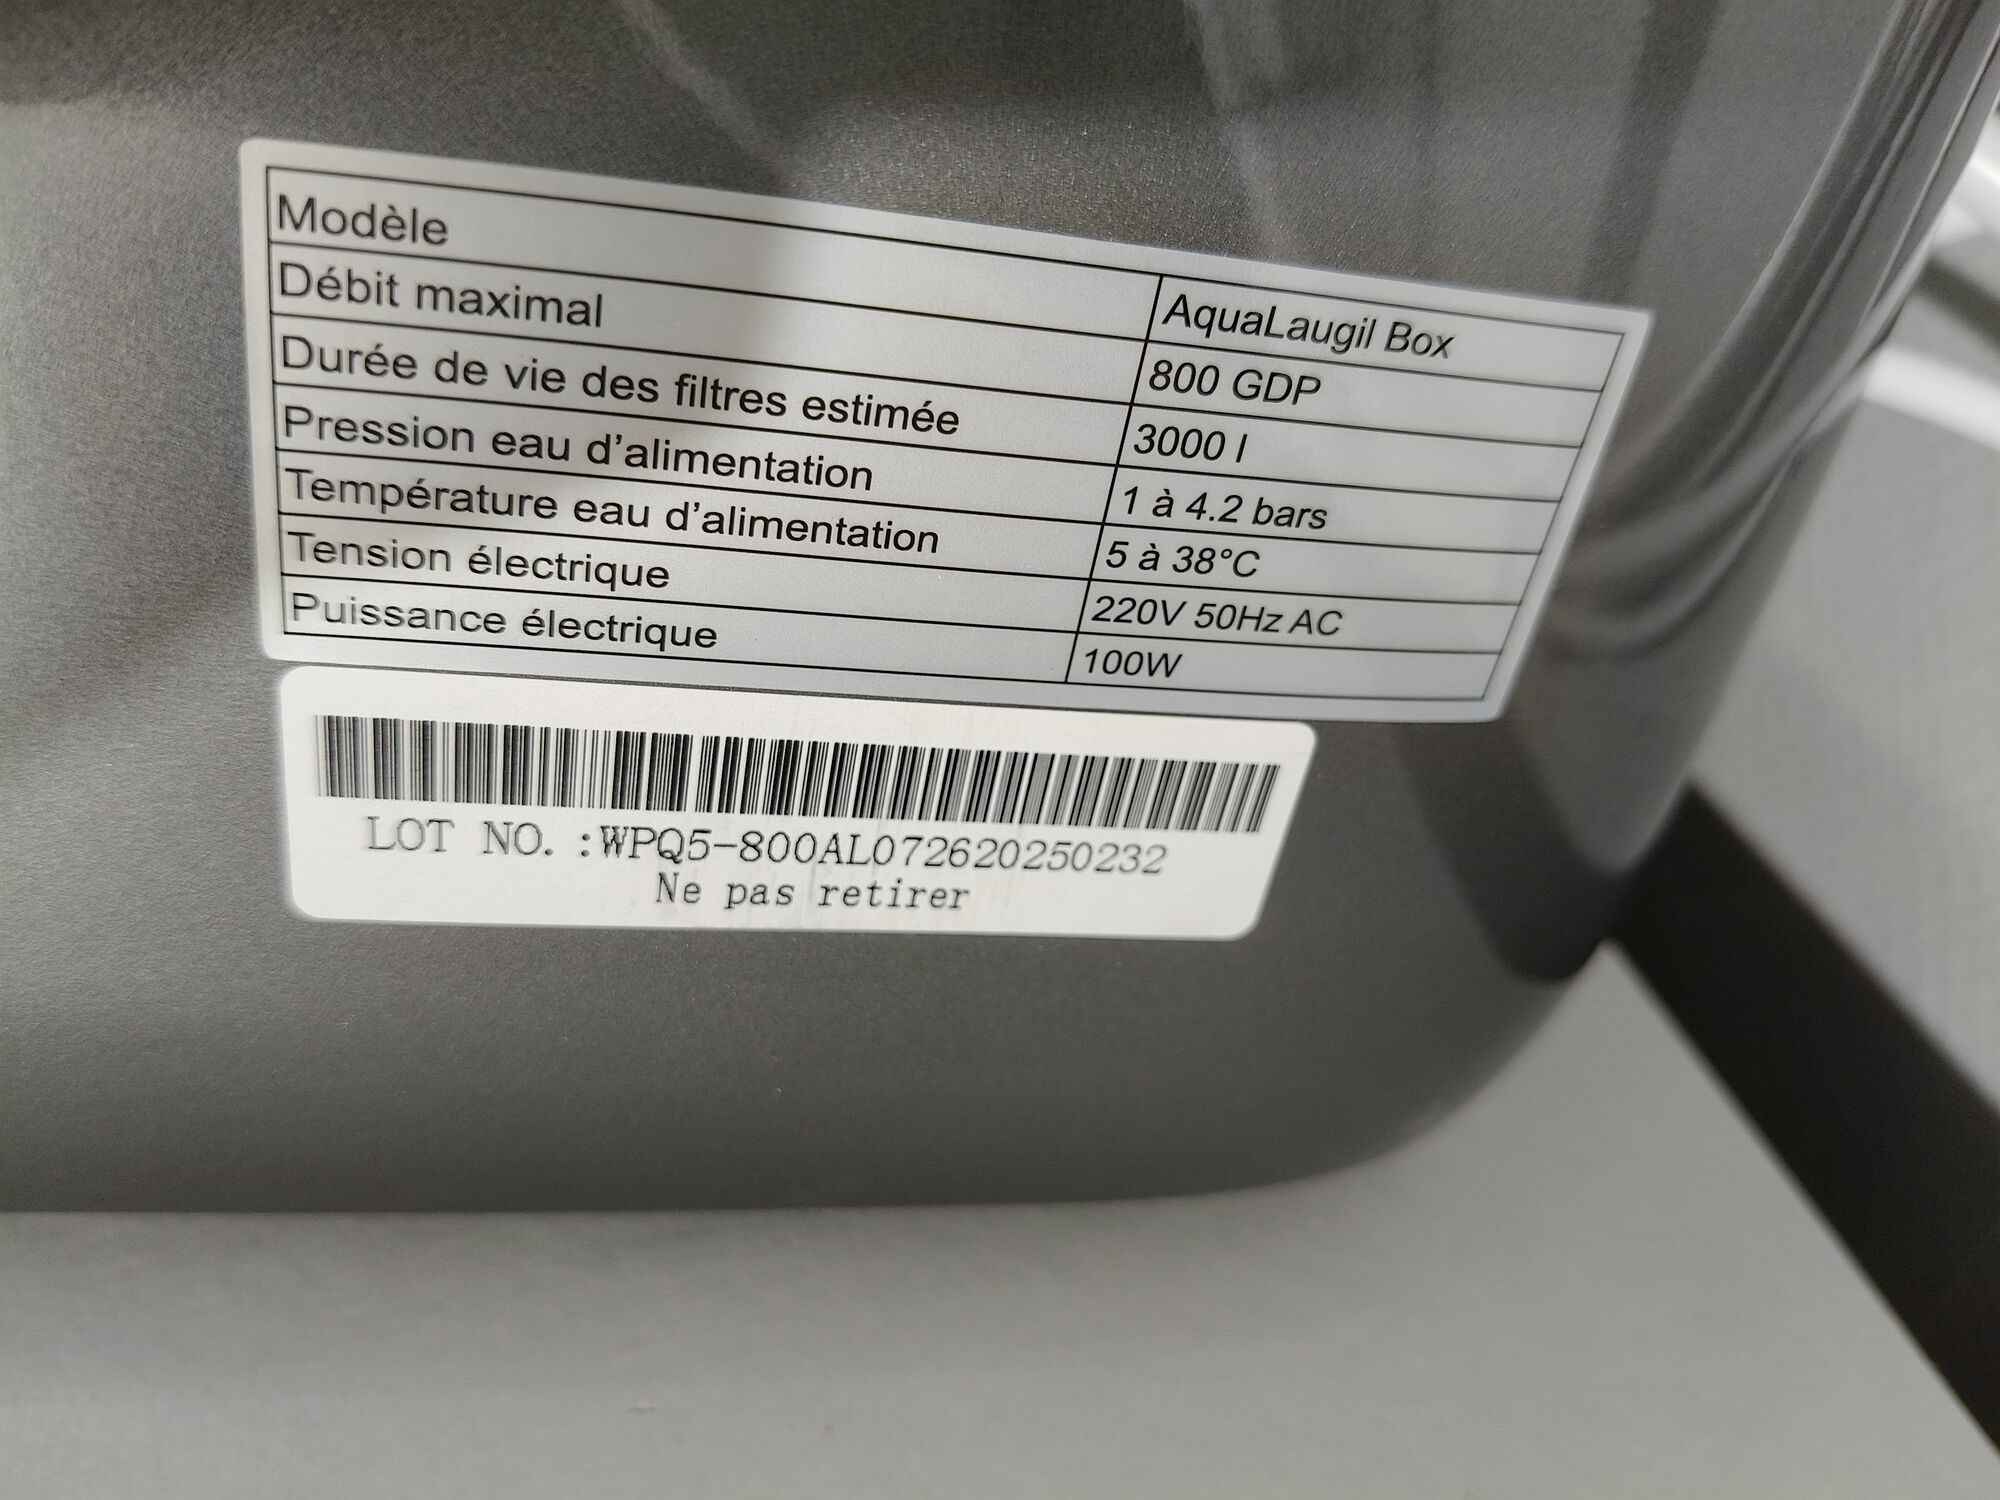 Modèle AquaLaugil Box
Débit maximal 800 GDP
Durée de vie des filtres estimée 3000 l
Pression eau d'alimentation 1 à 4.2 bars
Température eau d'alimentation 5 à 38°C
Tension électrique 220V 50Hz AC
Puissance électrique 100W
LOT NO. :WPQ5-800AL072620250232
Ne pas retirer